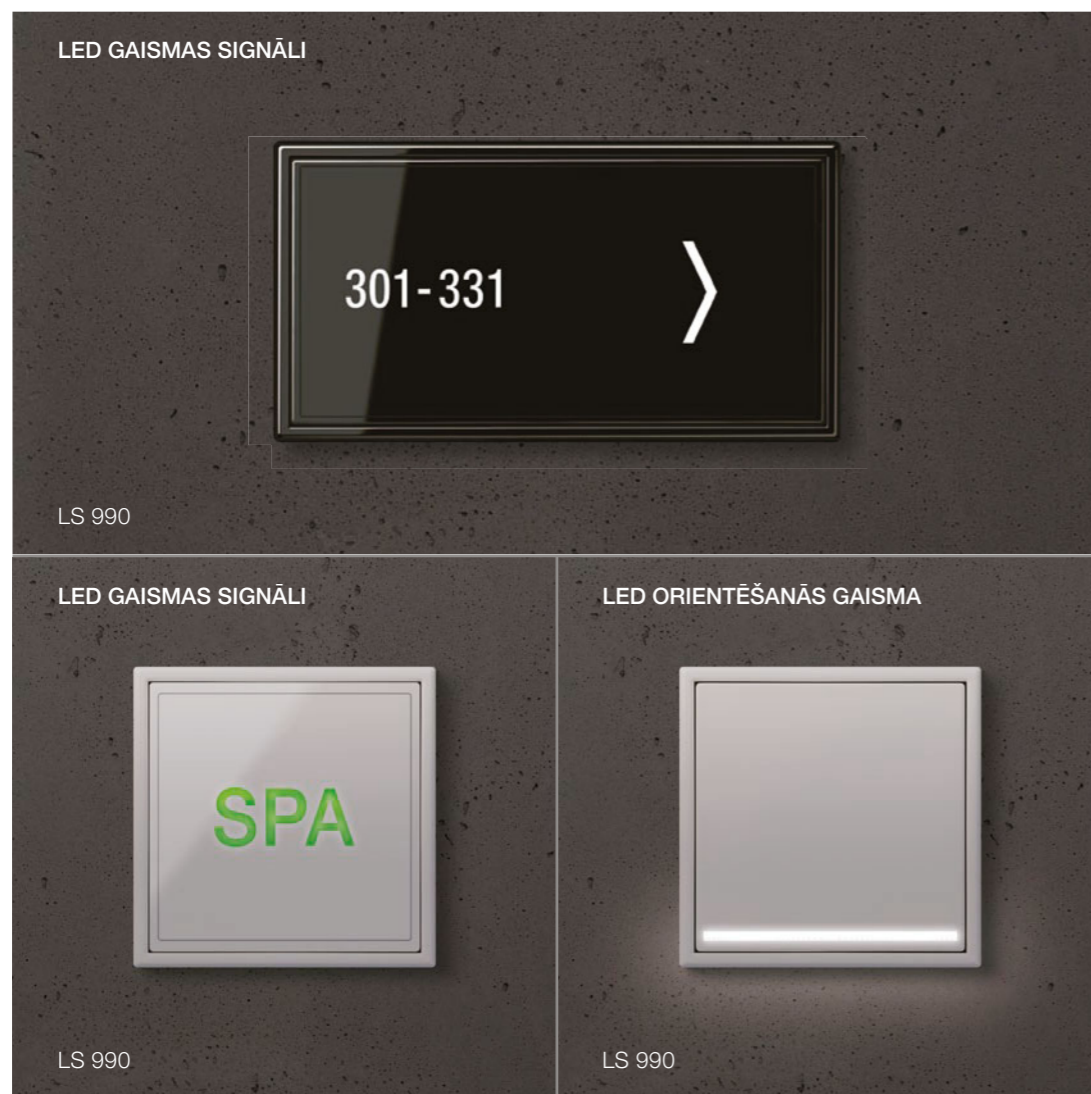 LED GAISMAS SIGNĀLI
301-331 〉
LS 990
LED GAISMAS SIGNĀLI
SPA
LS 990
LED ORIENTĒŠANĀS GAISMA
LS 990